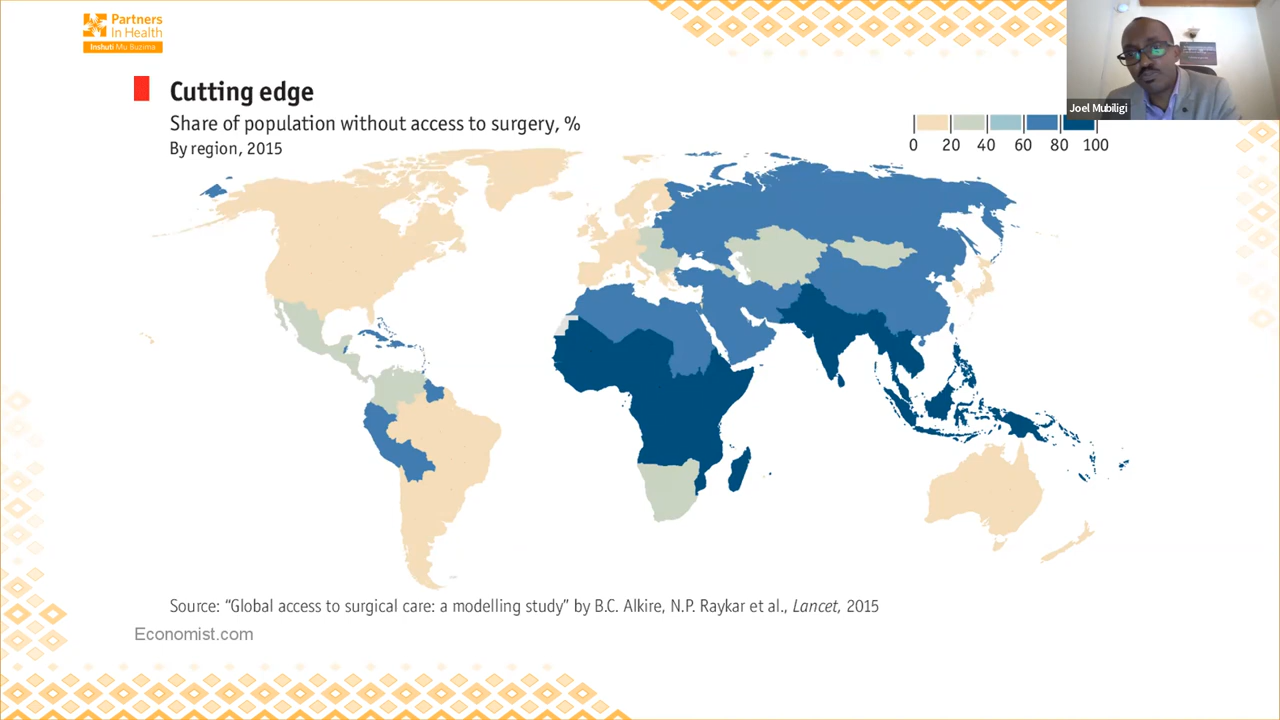 Partners
In Health
Inshuti Mu Buzima
Joel Mubiligi
Cutting edge
Share of population without access to surgery, %
By region, 2015
0 20 40 60 80 100
Source: “Global access to surgical care: a modelling study” by B.C. Alkire, N.P. Raykar et al., Lancet, 2015
Economist.com